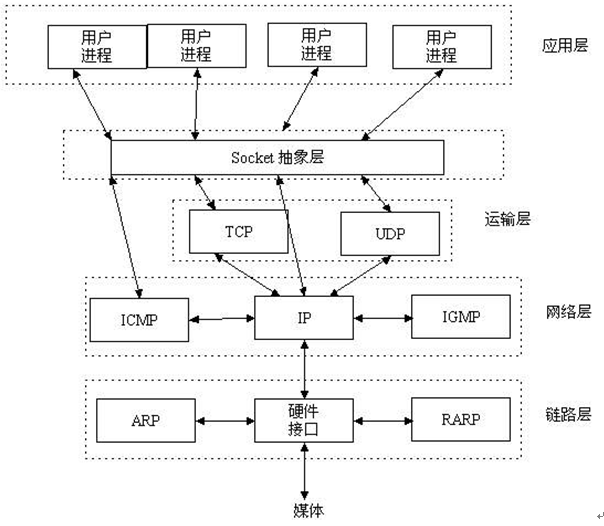 用户
进程
用户
进程
用户
进程
用户
进程
应用层
Socket 抽象层
TCP
UDP
运输层
ICMP
IP
IGMP
网络层
ARP
硬件
接口
RARP
链路层
媒体